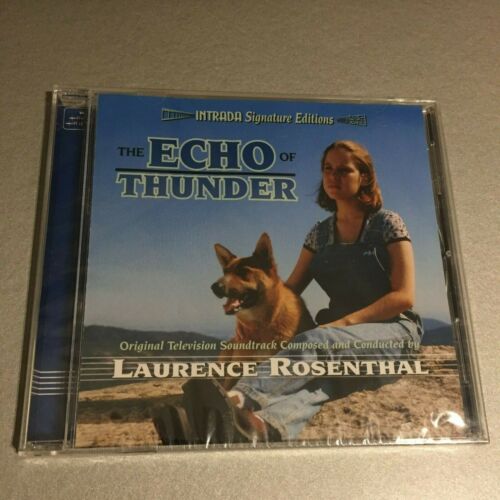 INTRADA Signature Editions
THE ECHO OF
THUNDER
Original Television Soundtrack Composed and Conducted by
LAURENCE ROSENTHAL